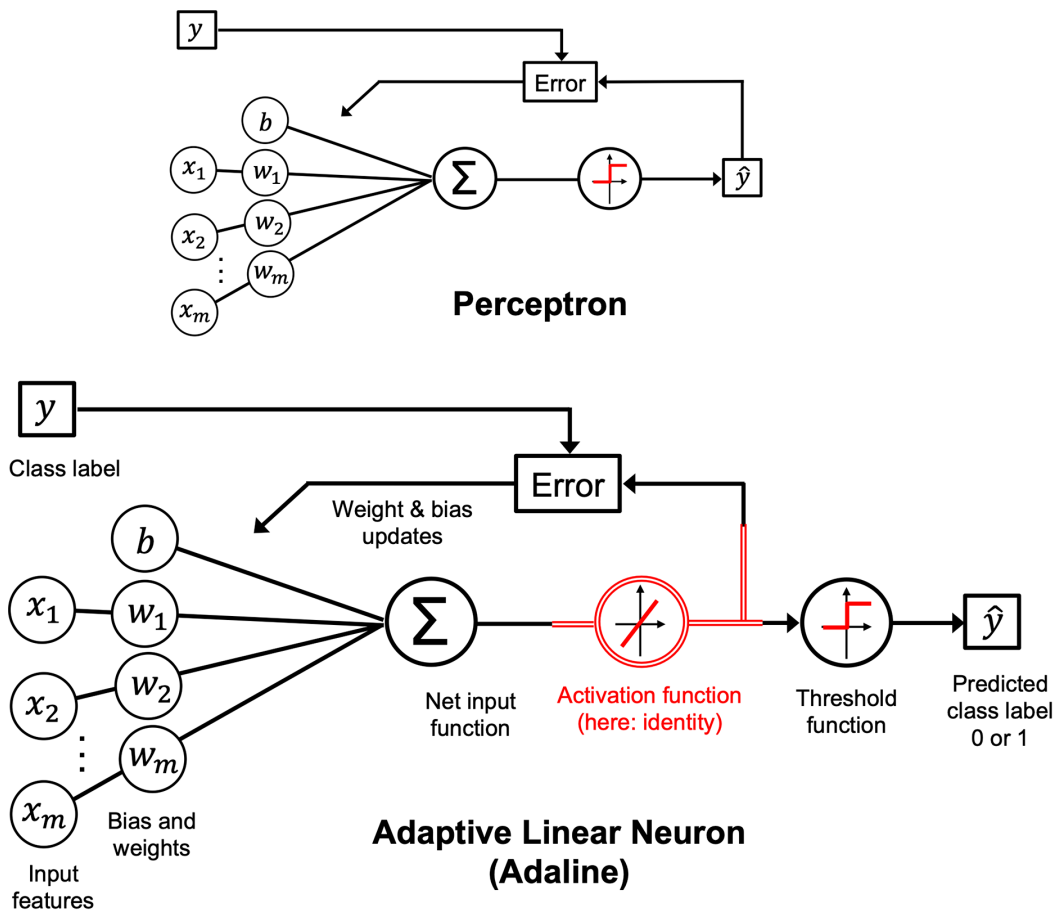 y
Error
b
x₁
w₁
Σ
ŷ
x₂
w₂
⋮
wₘ
xₘ
Perceptron
y
Class label
Error
Weight & bias
updates
b
x₁
w₁
Σ
ŷ
x₂
w₂
⋮
wₘ
xₘ
Net input
function
Activation function
(here: identity)
Threshold
function
Predicted
class label
0 or 1
Bias and
weights
Input
features
Adaptive Linear Neuron
(Adaline)